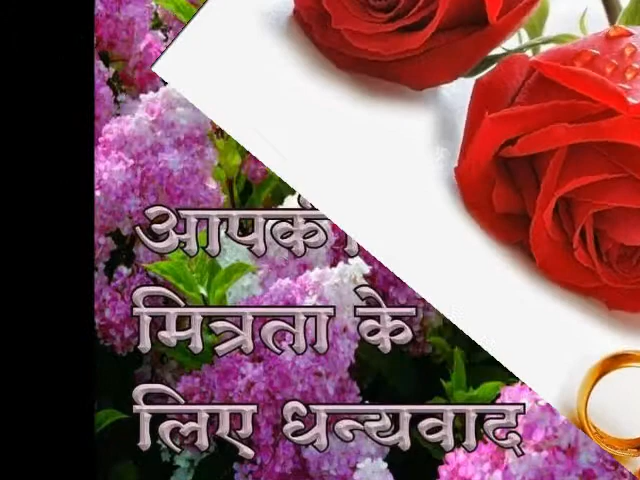 आपकी
मित्रता के
लिए धन्यवाद